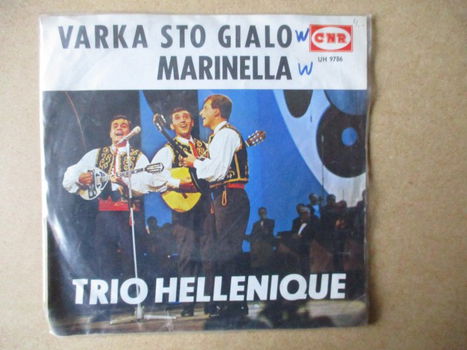 VARKA STO GIALO W
CNR
UH 9786
MARINELLA W
TRIO HELLENIQUE